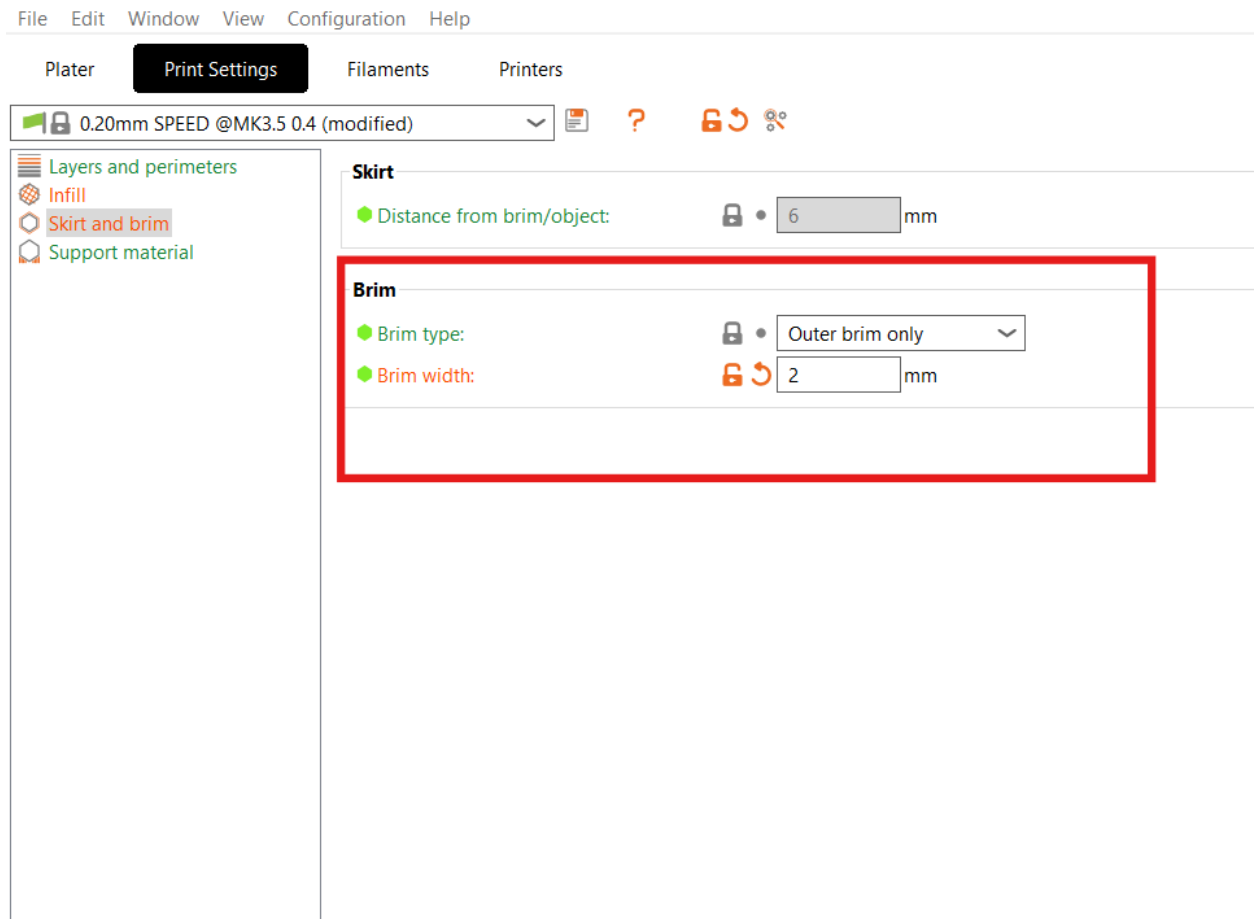 File Edit Window View Configuration Help
Plater Print Settings Filaments Printers
0.20mm SPEED @MK3.5 0.4 (modified)
?
Layers and perimeters
Infill
Skirt and brim
Support material
Skirt
Distance from brim/object: 6 mm
Brim
Brim type: Outer brim only
Brim width: 2 mm